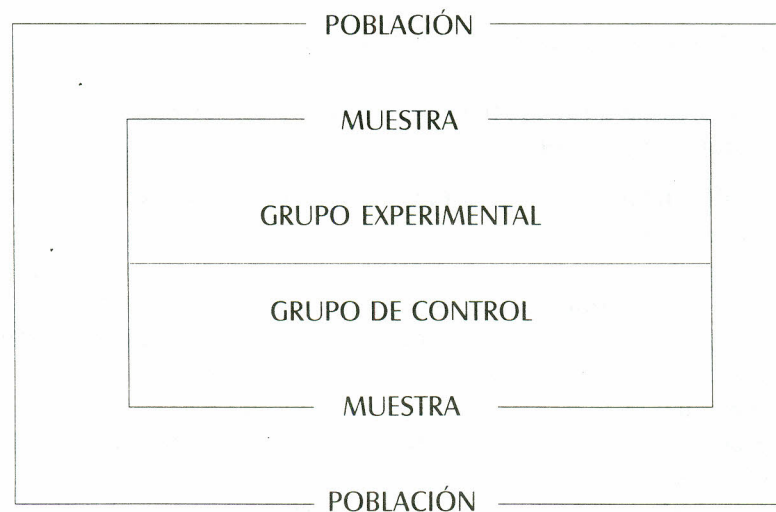 POBLACIÓN
MUESTRA
GRUPO EXPERIMENTAL
GRUPO DE CONTROL
MUESTRA
POBLACIÓN